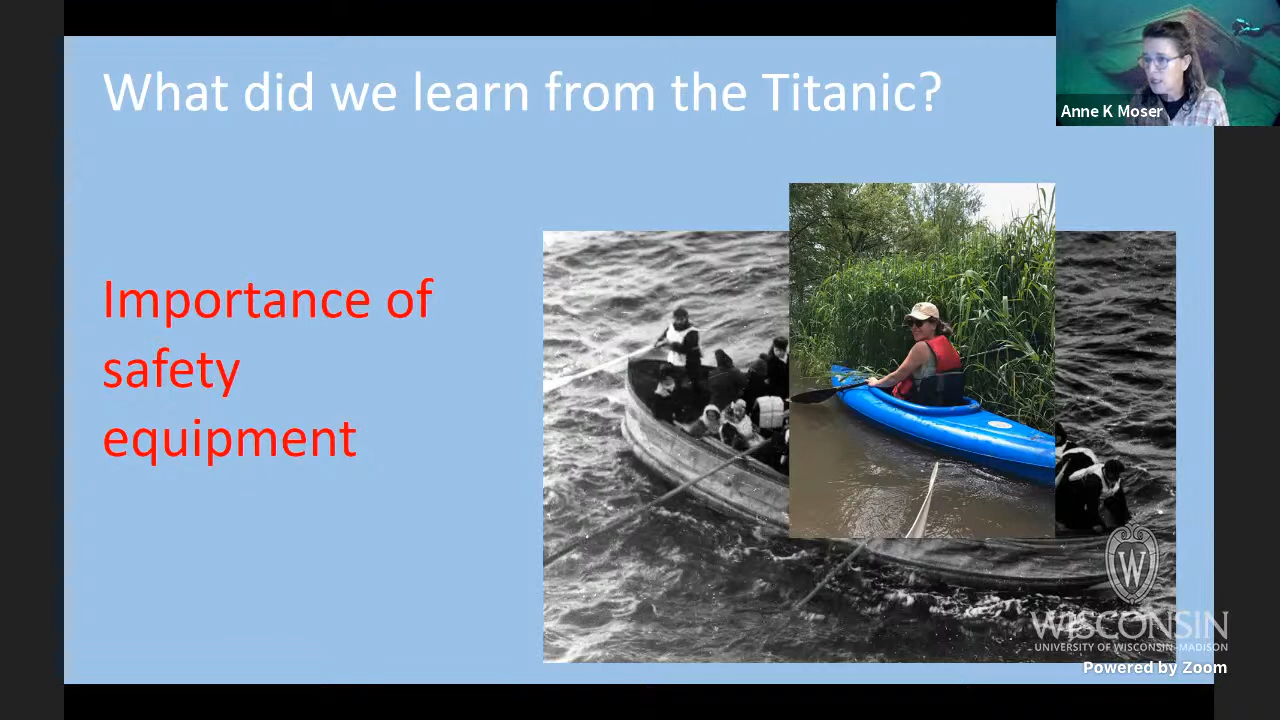 What did we learn from the Titanic?
Anne K Moser
Importance of
safety
equipment
W
WISCONSIN
UNIVERSITY OF WISCONSIN–MADISON
Powered by Zoom